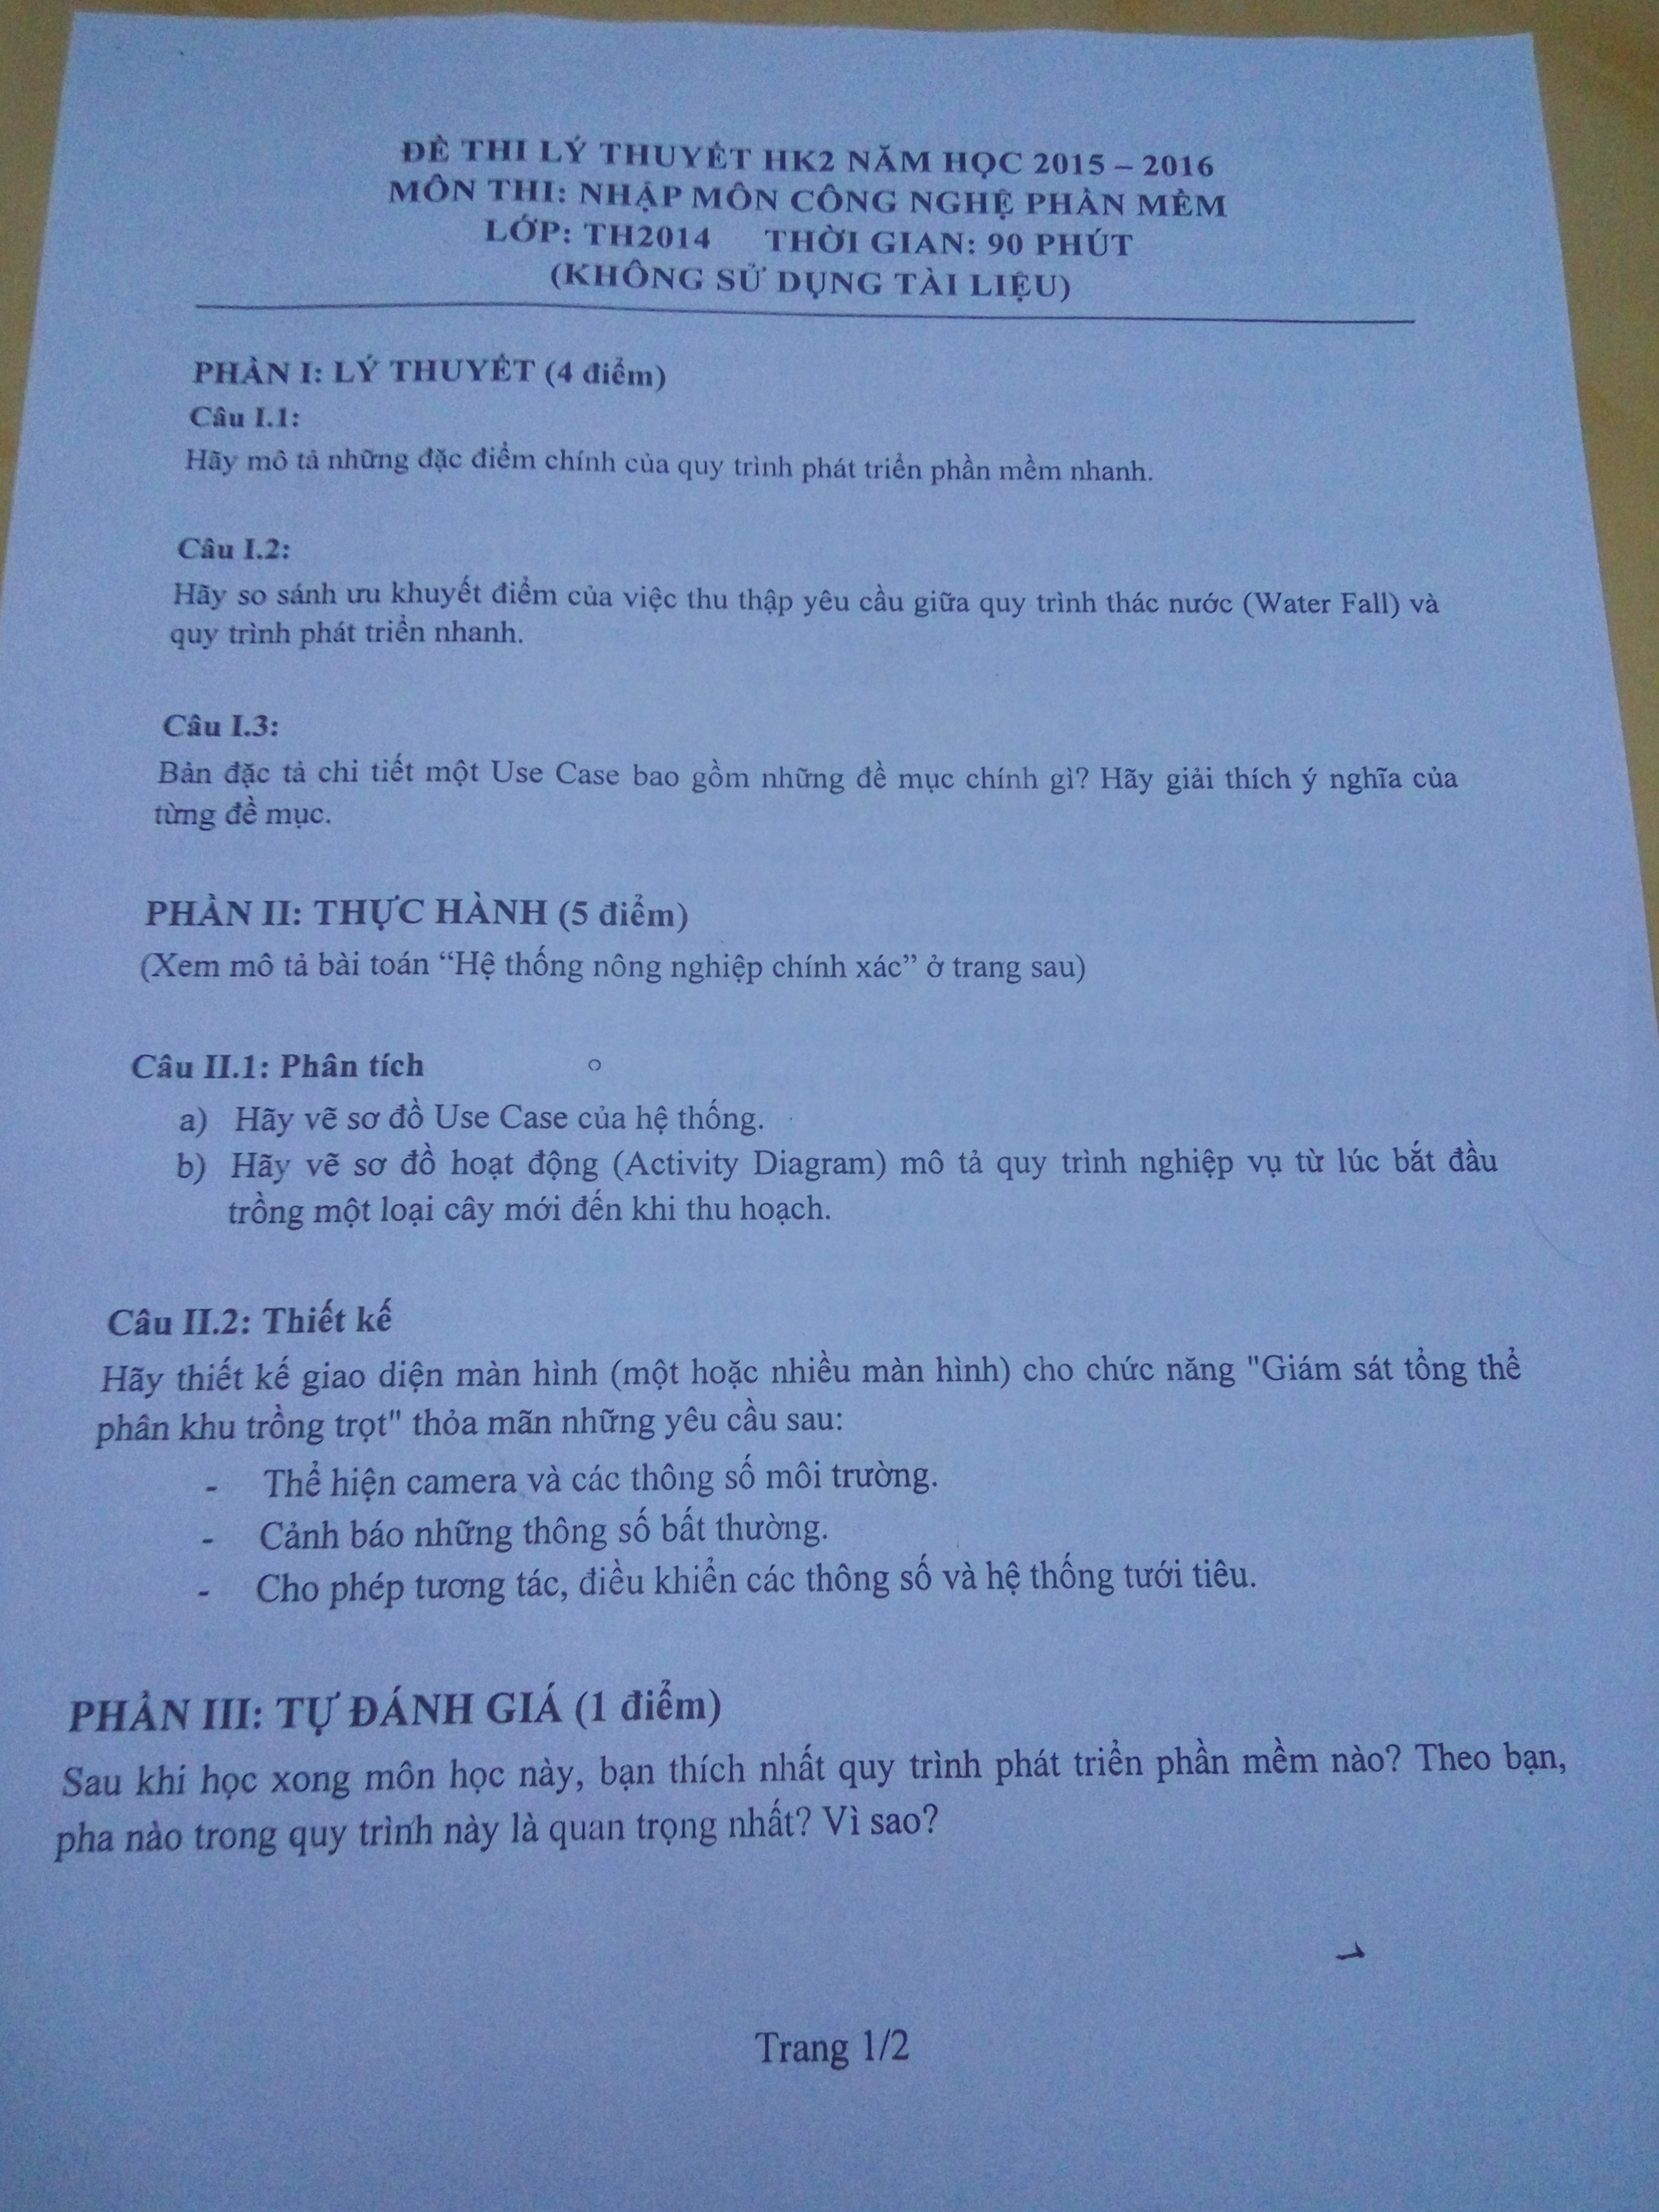 ĐỀ THI LÝ THUYẾT HK2 NĂM HỌC 2015 – 2016
MÔN THI: NHẬP MÔN CÔNG NGHỆ PHẦN MỀM
LỚP: TH2014 THỜI GIAN: 90 PHÚT
(KHÔNG SỬ DỤNG TÀI LIỆU)
PHẦN I: LÝ THUYẾT (4 điểm)
Câu I.1:
Hãy mô tả những đặc điểm chính của quy trình phát triển phần mềm nhanh.
Câu I.2:
Hãy so sánh ưu khuyết điểm của việc thu thập yêu cầu giữa quy trình thác nước (Water Fall) và
quy trình phát triển nhanh.
Câu I.3:
Bản đặc tả chi tiết một Use Case bao gồm những đề mục chính gì? Hãy giải thích ý nghĩa của
từng đề mục.
PHẦN II: THỰC HÀNH (5 điểm)
(Xem mô tả bài toán “Hệ thống nông nghiệp chính xác” ở trang sau)
Câu II.1: Phân tích
a) Hãy vẽ sơ đồ Use Case của hệ thống.
b) Hãy vẽ sơ đồ hoạt động (Activity Diagram) mô tả quy trình nghiệp vụ từ lúc bắt đầu
trồng một loại cây mới đến khi thu hoạch.
Câu II.2: Thiết kế
Hãy thiết kế giao diện màn hình (một hoặc nhiều màn hình) cho chức năng "Giám sát tổng thể
phân khu trồng trọt" thỏa mãn những yêu cầu sau:
- Thể hiện camera và các thông số môi trường.
- Cảnh báo những thông số bất thường.
- Cho phép tương tác, điều khiển các thông số và hệ thống tưới tiêu.
PHẦN III: TỰ ĐÁNH GIÁ (1 điểm)
Sau khi học xong môn học này, bạn thích nhất quy trình phát triển phần mềm nào? Theo bạn,
pha nào trong quy trình này là quan trọng nhất? Vì sao?
Trang 1/2